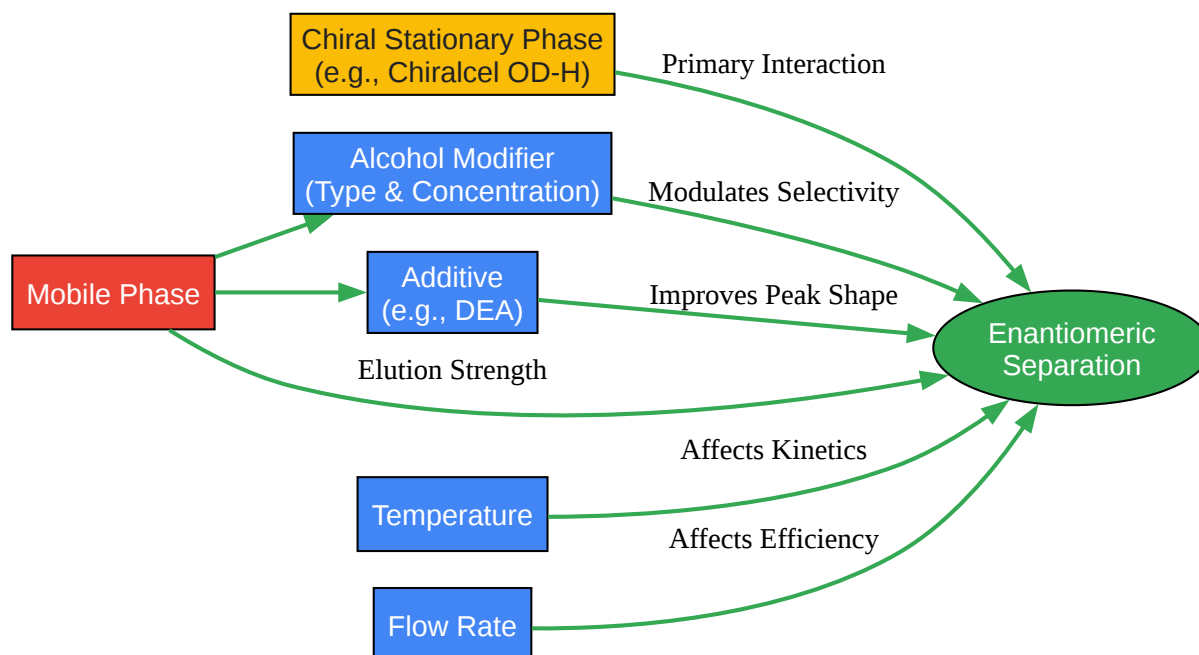 Chiral Stationary Phase
(e.g., Chiralcel OD-H)
Primary Interaction
Alcohol Modifier
(Type & Concentration)
Modulates Selectivity
Mobile Phase
Additive
(e.g., DEA)
Improves Peak Shape
Elution Strength
Enantiomeric
Separation
Affects Kinetics
Temperature
Affects Efficiency
Flow Rate